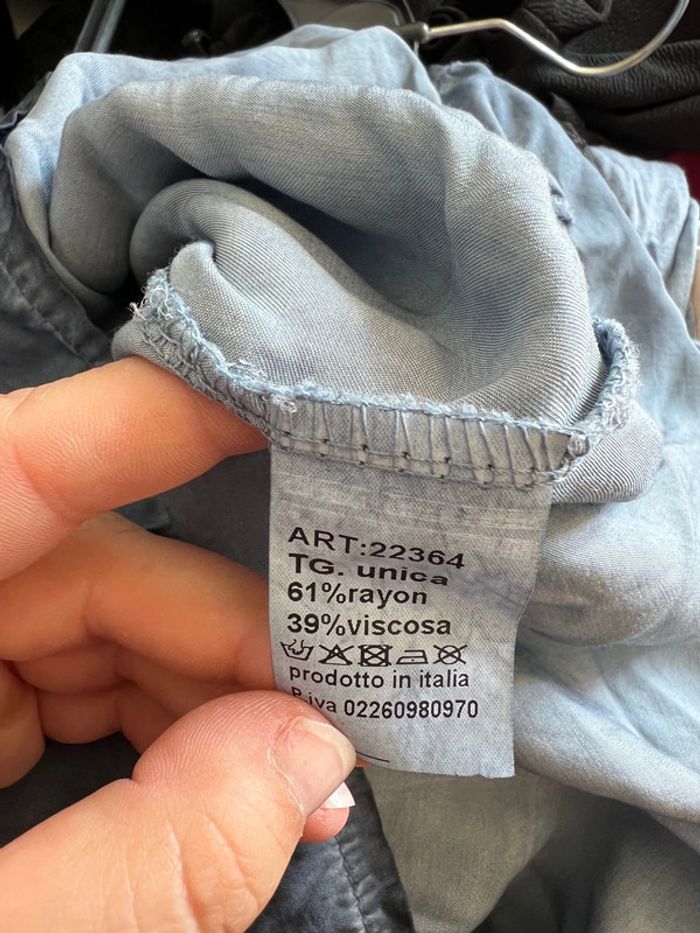 ART:22364
TG. unica
61%rayon
39%viscosa
prodotto in italia
P.iva 02260980970